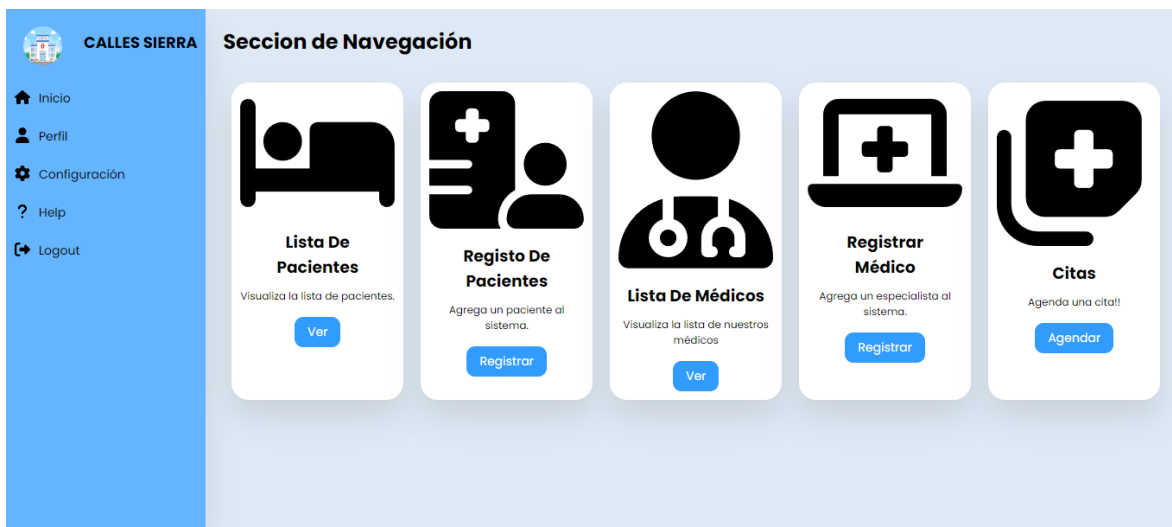 CALLES SIERRA
Inicio
Perfil
Configuración
Help
Logout
Seccion de Navegación
Lista De
Pacientes
Visualiza la lista de pacientes.
Ver
Registo De
Pacientes
Agrega un paciente al
sistema.
Registrar
Lista De Médicos
Visualiza la lista de nuestros
médicos
Ver
Registrar
Médico
Agrega un especialista al
sistema.
Registrar
Citas
Agenda una cita!!
Agendar